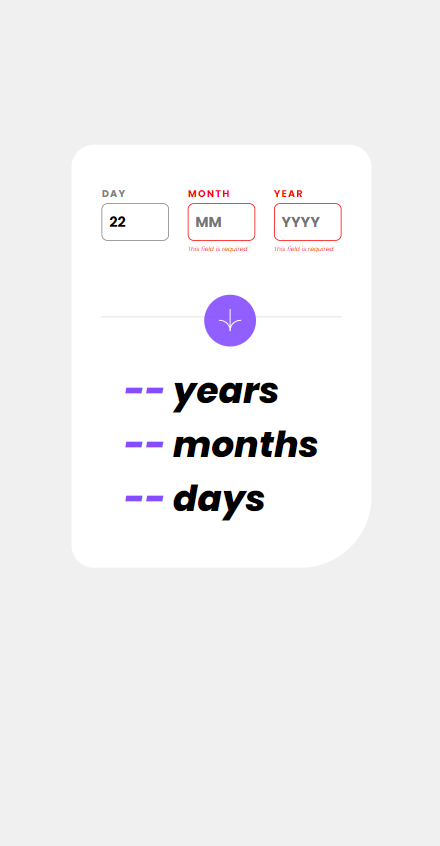 DAY MONTH YEAR
22 MM YYYY
This field is required This field is required
-- years
-- months
-- days